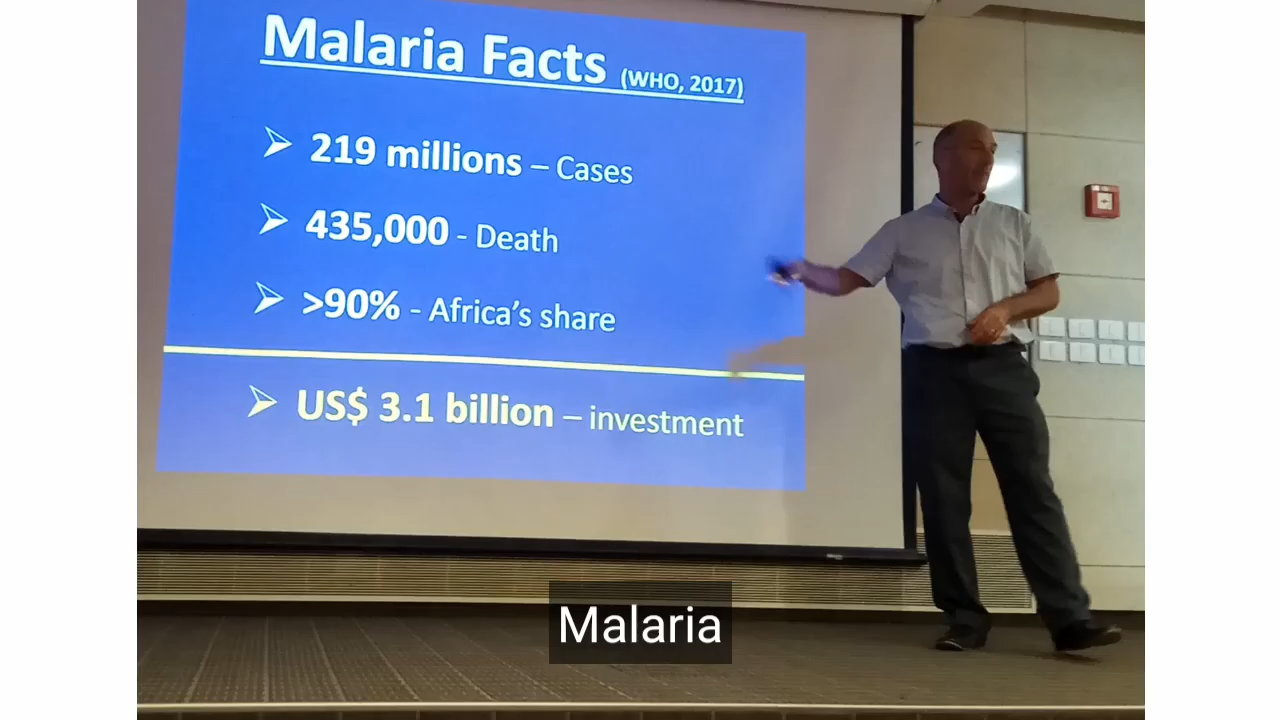 Malaria Facts (WHO, 2017)
➢ 219 millions – Cases
➢ 435,000 - Death
➢ >90% - Africa's share
➢ US$ 3.1 billion – investment
Malaria